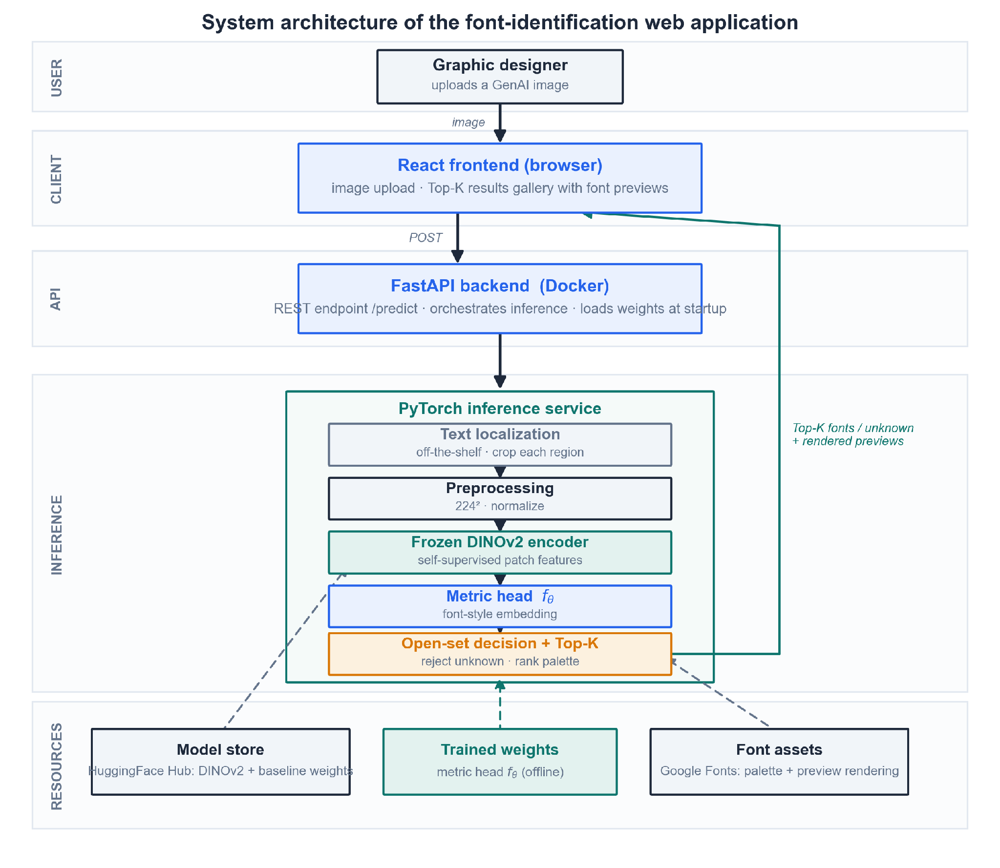 System architecture of the font-identification web application
USER
Graphic designer
uploads a GenAI image
image
CLIENT
React frontend (browser)
image upload · Top-K results gallery with font previews
POST
API
FastAPI backend (Docker)
REST endpoint /predict · orchestrates inference · loads weights at startup
INFERENCE
PyTorch inference service
Text localization
off-the-shelf · crop each region
Preprocessing
224² · normalize
Frozen DINOv2 encoder
self-supervised patch features
Metric head fθ
font-style embedding
Open-set decision + Top-K
reject unknown · rank palette
Top-K fonts / unknown
+ rendered previews
RESOURCES
Model store
HuggingFace Hub: DINOv2 + baseline weights
Trained weights
metric head fθ (offline)
Font assets
Google Fonts: palette + preview rendering